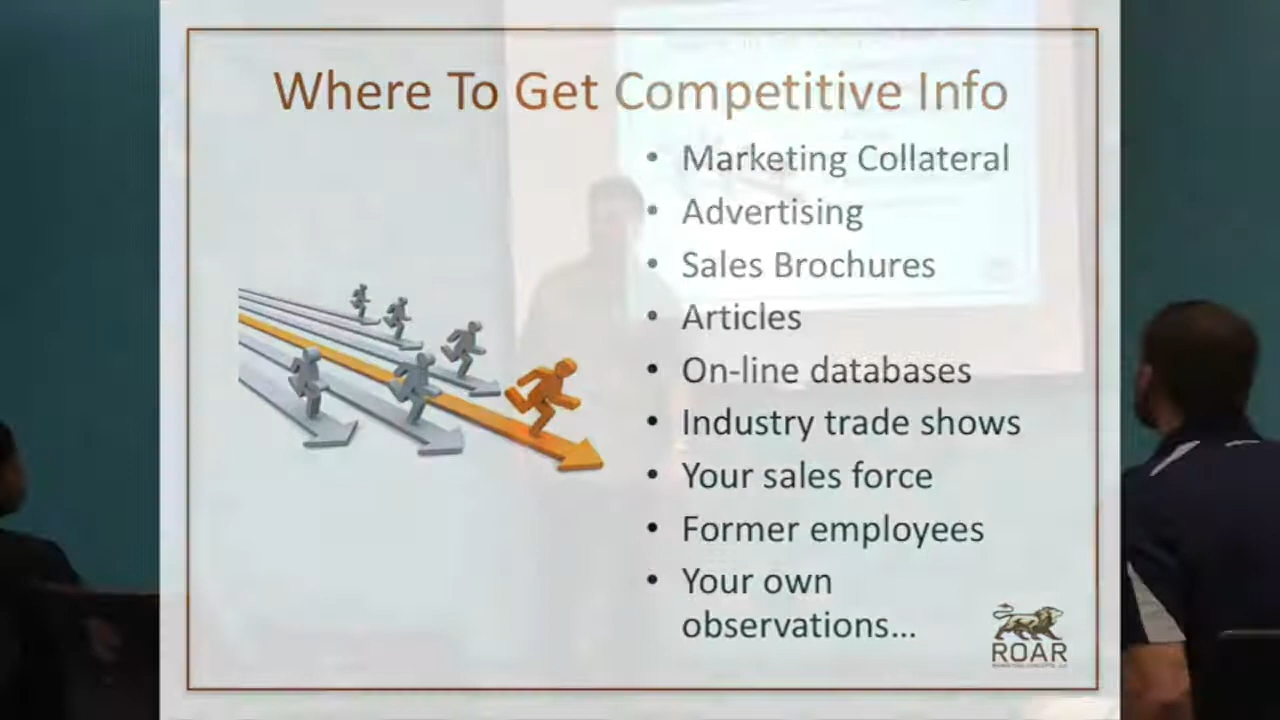 Where To Get Competitive Info
• Marketing Collateral
• Advertising
• Sales Brochures
• Articles
• On-line databases
• Industry trade shows
• Your sales force
• Former employees
• Your own
observations...
ROAR